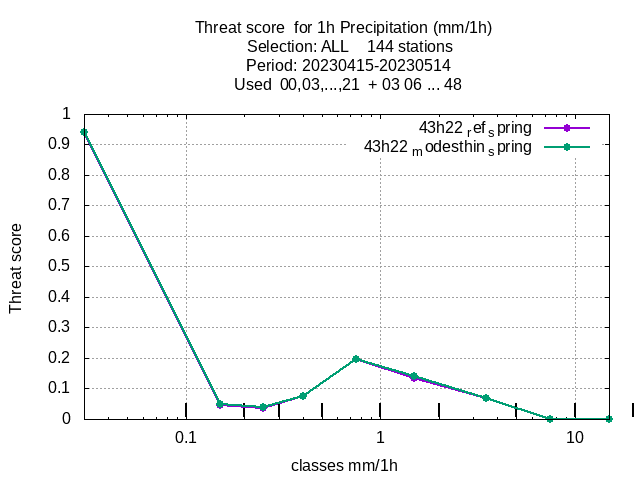 Threat score  for 1h Precipitation (mm/1h)
Selection: ALL    144 stations
Period: 20230415-20230514
Used  00,03,...,21  + 03 06 ... 48
43h22 ref spring
43h22 modesthin spring
1
0.9
0.8
0.7
0.6
0.5
0.4
0.3
0.2
0.1
0
Threat score
0.1 1 10
classes mm/1h